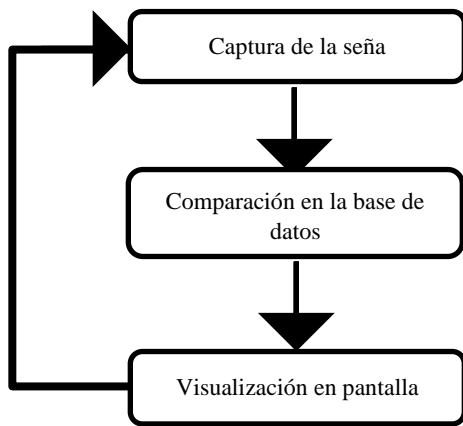 Captura de la seña
Comparación en la base de
datos
Visualización en pantalla